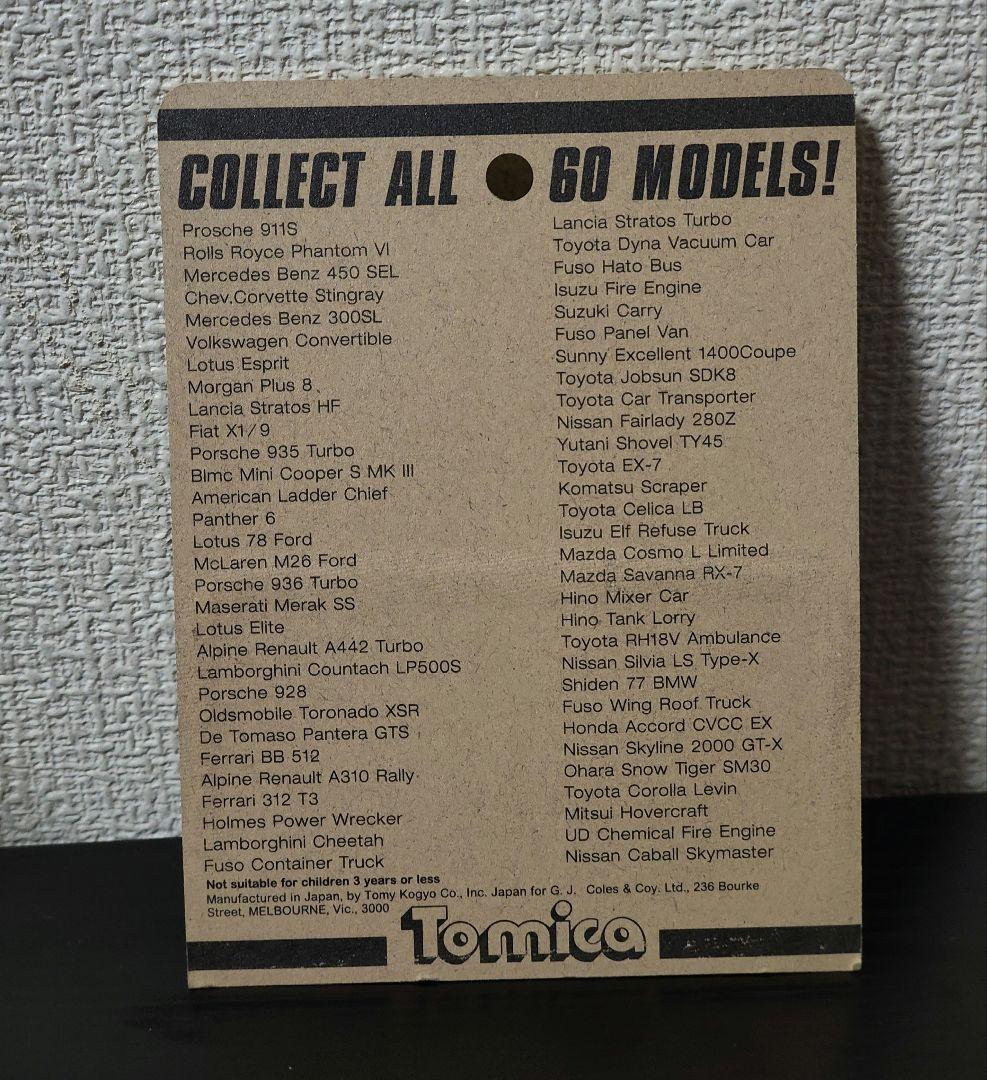 COLLECT ALL 60 MODELS!
Prosche 911S
Rolls Royce Phantom VI
Mercedes Benz 450 SEL
Chev.Corvette Stingray
Mercedes Benz 300SL
Volkswagen Convertible
Lotus Esprit
Morgan Plus 8
Lancia Stratos HF
Fiat X1/9
Porsche 935 Turbo
Blmc Mini Cooper S MK III
American Ladder Chief
Panther 6
Lotus 78 Ford
McLaren M26 Ford
Porsche 936 Turbo
Maserati Merak SS
Lotus Elite
Alpine Renault A442 Turbo
Lamborghini Countach LP500S
Porsche 928
Oldsmobile Toronado XSR
De Tomaso Pantera GTS
Ferrari BB 512
Alpine Renault A310 Rally
Ferrari 312 T3
Holmes Power Wrecker
Lamborghini Cheetah
Fuso Container Truck
Lancia Stratos Turbo
Toyota Dyna Vacuum Car
Fuso Hato Bus
Isuzu Fire Engine
Suzuki Carry
Fuso Panel Van
Sunny Excellent 1400Coupe
Toyota Jobsun SDK8
Toyota Car Transporter
Nissan Fairlady 280Z
Yutani Shovel TY45
Toyota EX-7
Komatsu Scraper
Toyota Celica LB
Isuzu Elf Refuse Truck
Mazda Cosmo L Limited
Mazda Savanna RX-7
Hino Mixer Car
Hino Tank Lorry
Toyota RH18V Ambulance
Nissan Silvia LS Type-X
Shiden 77 BMW
Fuso Wing Roof Truck
Honda Accord CVCC EX
Nissan Skyline 2000 GT-X
Ohara Snow Tiger SM30
Toyota Corolla Levin
Mitsui Hovercraft
UD Chemical Fire Engine
Nissan Caball Skymaster
Not suitable for children 3 years or less
Manufactured in Japan, by Tomy Kogyo Co., Inc. Japan for G. J. Coles & Coy. Ltd., 236 Bourke
Street, MELBOURNE, Vic., 3000
Tomica